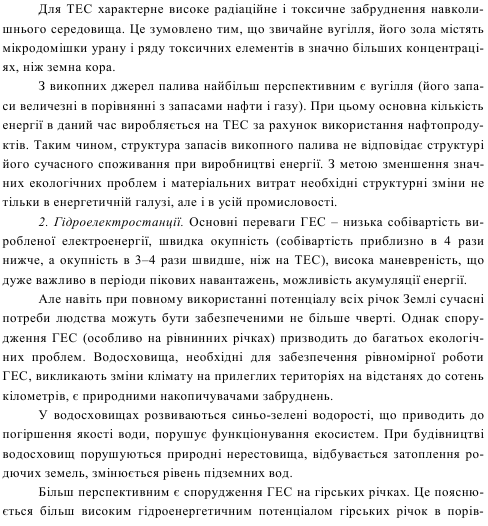 Для ТЕС характерне високе радіаційне і токсичне забруднення навколи-
шнього середовища. Це зумовлено тим, що звичайне вугілля, його зола містять
мікродомішки урану і ряду токсичних елементів в значно більших концентраці-
ях, ніж земна кора.
З викопних джерел палива найбільш перспективним є вугілля (його запа-
си величезні в порівнянні з запасами нафти і газу). При цьому основна кількість
енергії в даний час виробляється на ТЕС за рахунок використання нафтопроду-
ктів. Таким чином, структура запасів викопного палива не відповідає структурі
його сучасного споживання при виробництві енергії. З метою зменшення знач-
них екологічних проблем і матеріальних витрат необхідні структурні зміни не
тільки в енергетичній галузі, але і в усій промисловості.
2. Гідроелектростанції. Основні переваги ГЕС – низька собівартість ви-
робленої електроенергії, швидка окупність (собівартість приблизно в 4 рази
нижче, а окупність в 3–4 рази швидше, ніж на ТЕС), висока маневреність, що
дуже важливо в періоди пікових навантажень, можливість акумуляції енергії.
Але навіть при повному використанні потенціалу всіх річок Землі сучасні
потреби людства можуть бути забезпеченими не більше чверті. Однак спору-
дження ГЕС (особливо на рівнинних річках) призводить до багатьох екологіч-
них проблем. Водосховища, необхідні для забезпечення рівномірної роботи
ГЕС, викликають зміни клімату на прилеглих територіях на відстанях до сотень
кілометрів, є природними накопичувачами забруднень.
У водосховищах розвиваються синьо-зелені водорості, що приводить до
погіршення якості води, порушує функціонування екосистем. При будівництві
водосховищ порушуються природні нерестовища, відбувається затоплення ро-
дючих земель, змінюється рівень підземних вод.
Більш перспективним є спорудження ГЕС на гірських річках. Це поясню-
ється більш високим гідроенергетичним потенціалом гірських річок в порів-